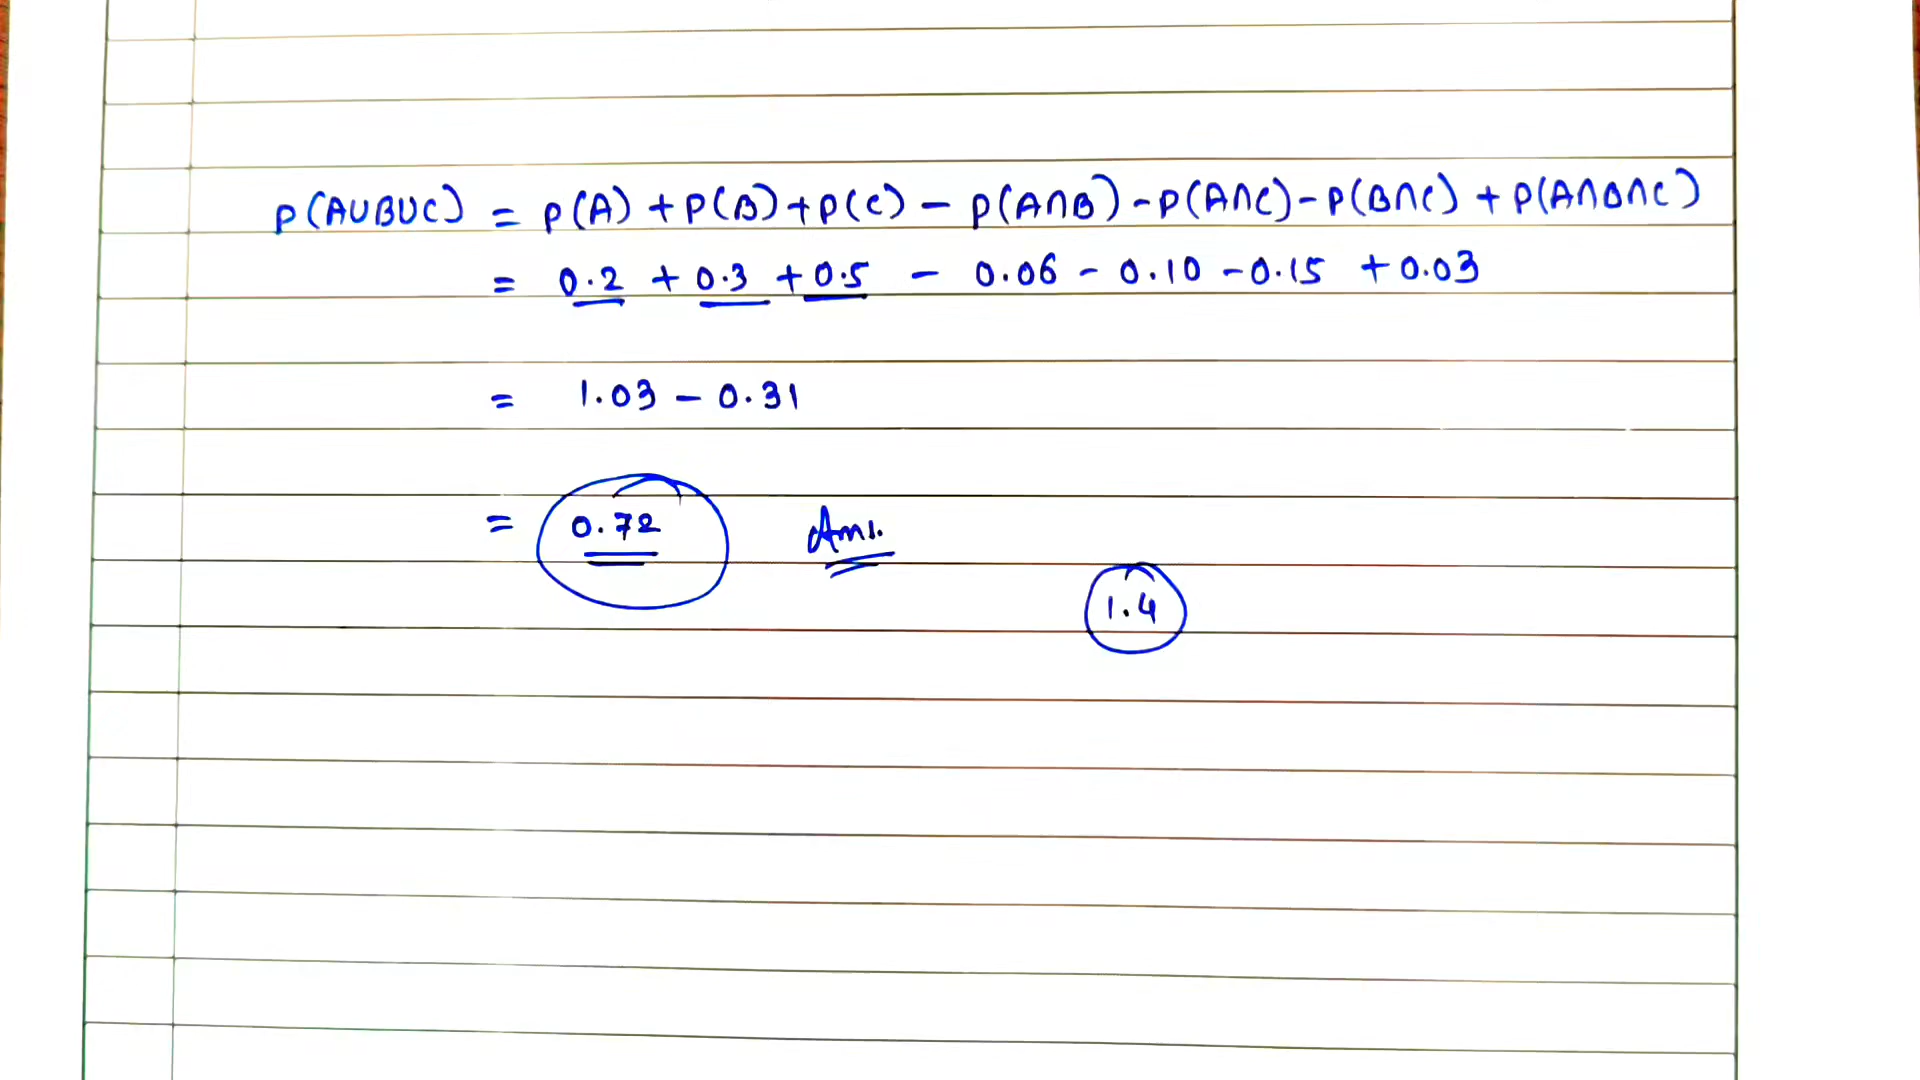 P(AUBUC) = P(A) + P(B) + P(C) - P(A∩B) - P(A∩C) - P(B∩C) + P(A∩B∩C)
= 0.2 + 0.3 + 0.5 - 0.06 - 0.10 - 0.15 + 0.03
= 1.03 - 0.31
= 0.72 Ans.
1.4